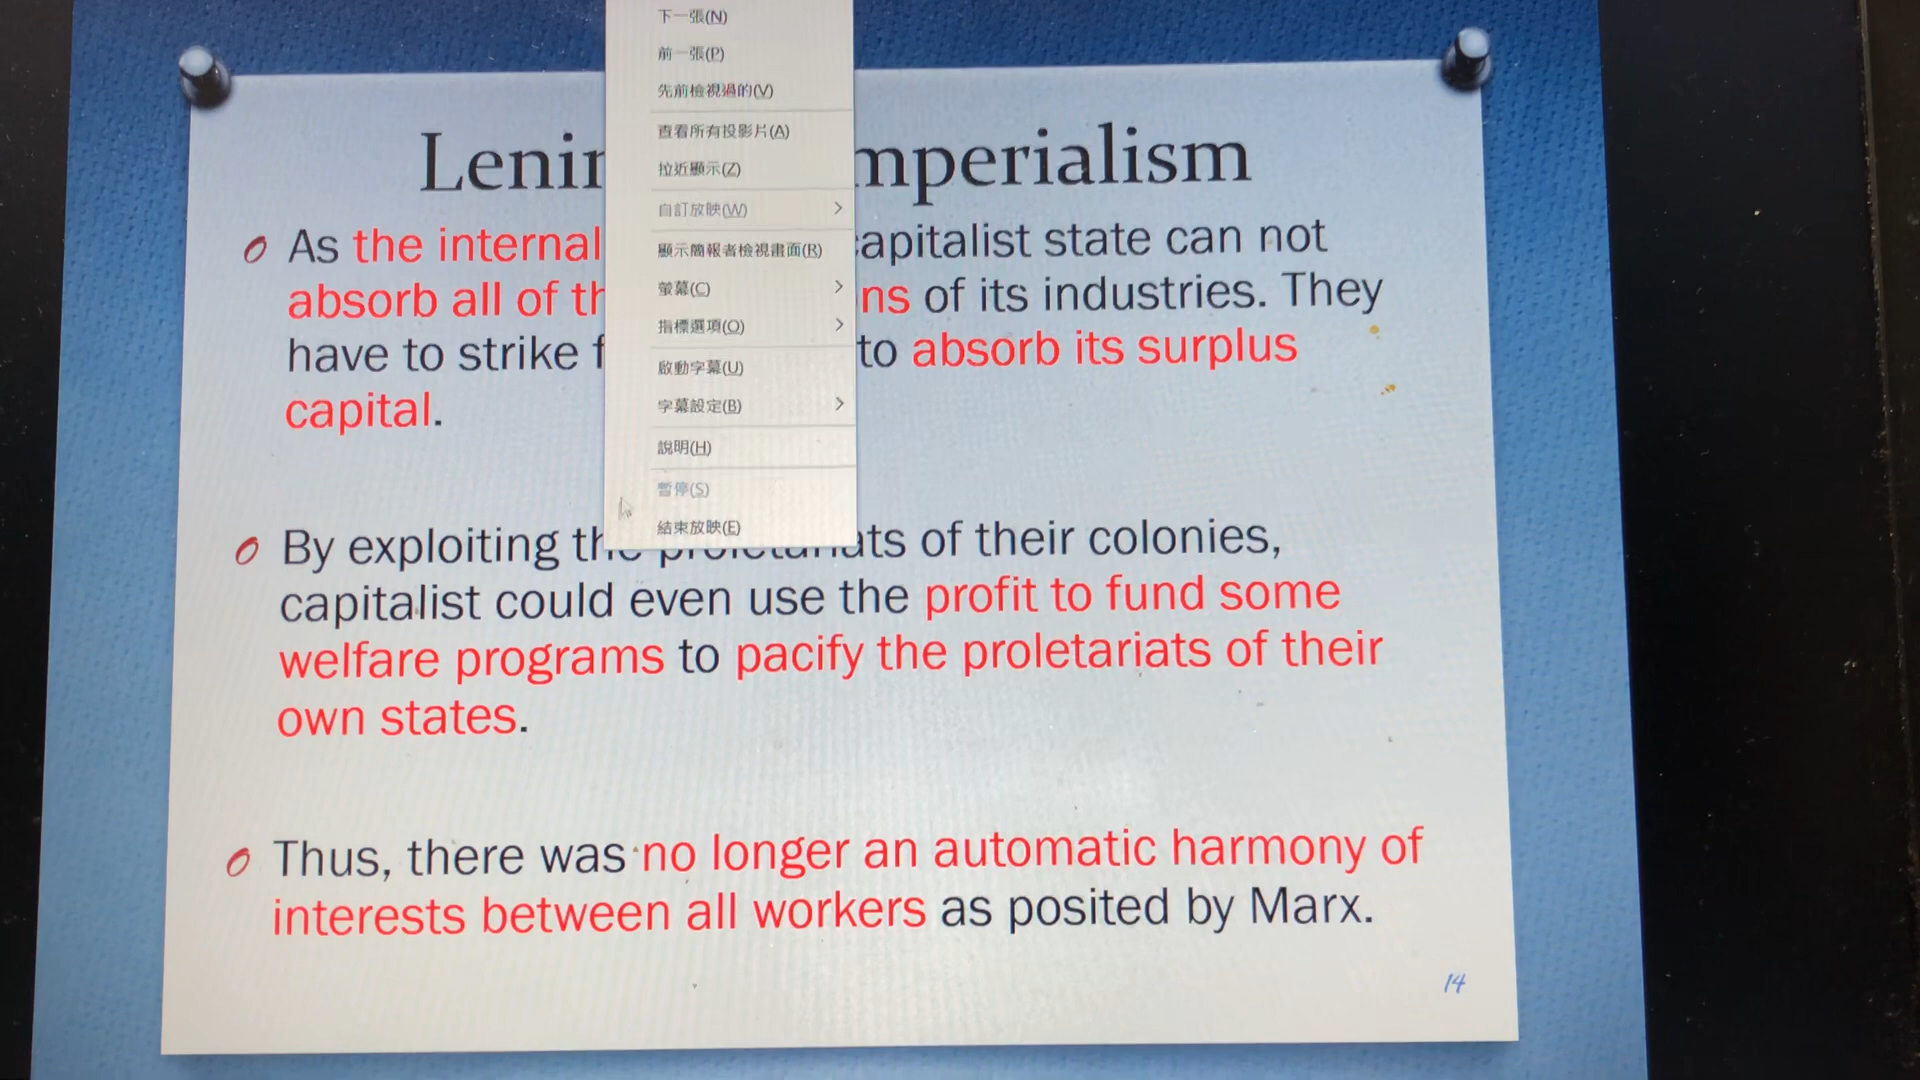 下一張(N)
前一張(P)
先前檢視過的(V)
查看所有投影片(A)
拉近顯示(Z)
自訂放映(W)
顯示簡報者檢視畫面(R)
螢幕(C)
指標選項(O)
啟動字幕(U)
字幕設定(B)
說明(H)
暫停(S)
結束放映(E)
Lenin mperialism
As the internal capitalist state can not
absorb all of th ns of its industries. They
have to strike f to absorb its surplus
capital.
By exploiting the proletariats of their colonies,
capitalist could even use the profit to fund some
welfare programs to pacify the proletariats of their
own states.
Thus, there was no longer an automatic harmony of
interests between all workers as posited by Marx.
14